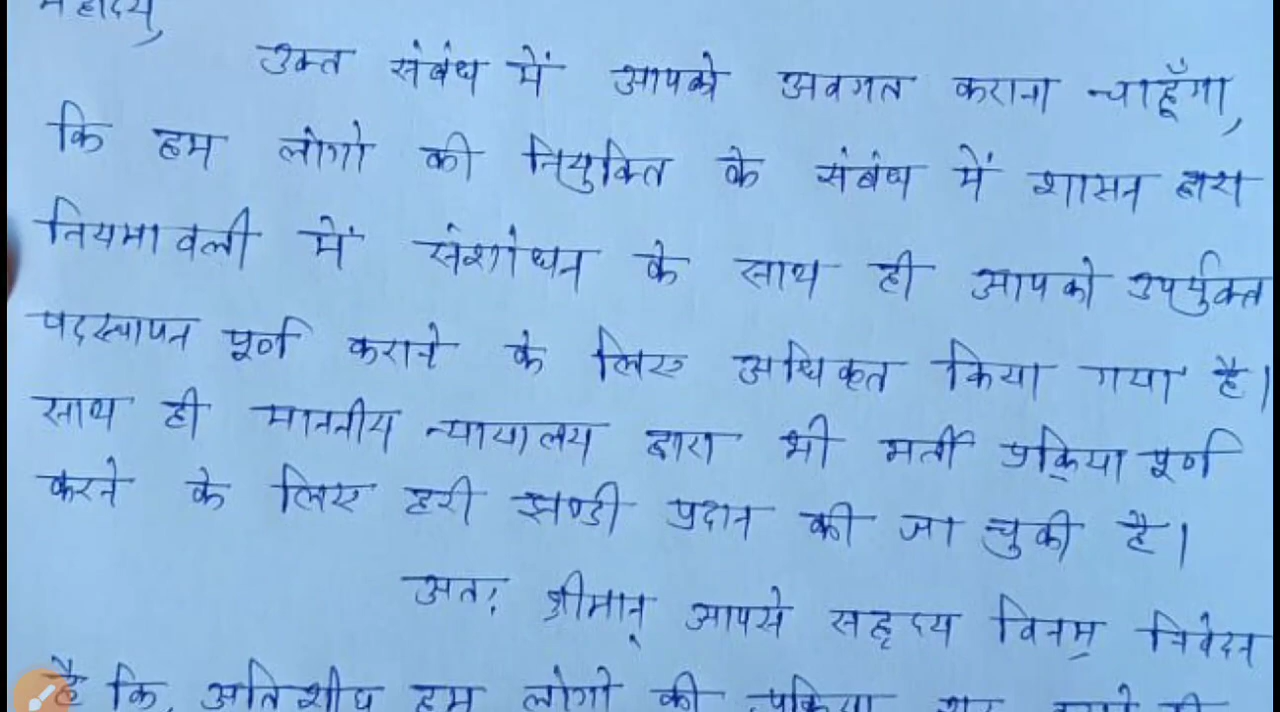 महोदय,
उक्त संबंध में आपको अवगत कराना चाहूँगा,
कि हम लोगो की नियुक्ति के संबंध में शासन द्वारा
नियमावली में संशोधन के साथ ही आपको उपर्युक्त
पदस्थापन पूर्ण कराने के लिए अधिकृत किया गया है।
साथ ही माननीय न्यायालय द्वारा भी भर्ती प्रक्रिया पूर्ण
करने के लिए हरी झण्डी प्रदान की जा चुकी है।
अतः श्रीमान् आपसे सहृदय विनम्र निवेदन
है कि, अतिशीघ्र हम लोगो की प्रक्रिया